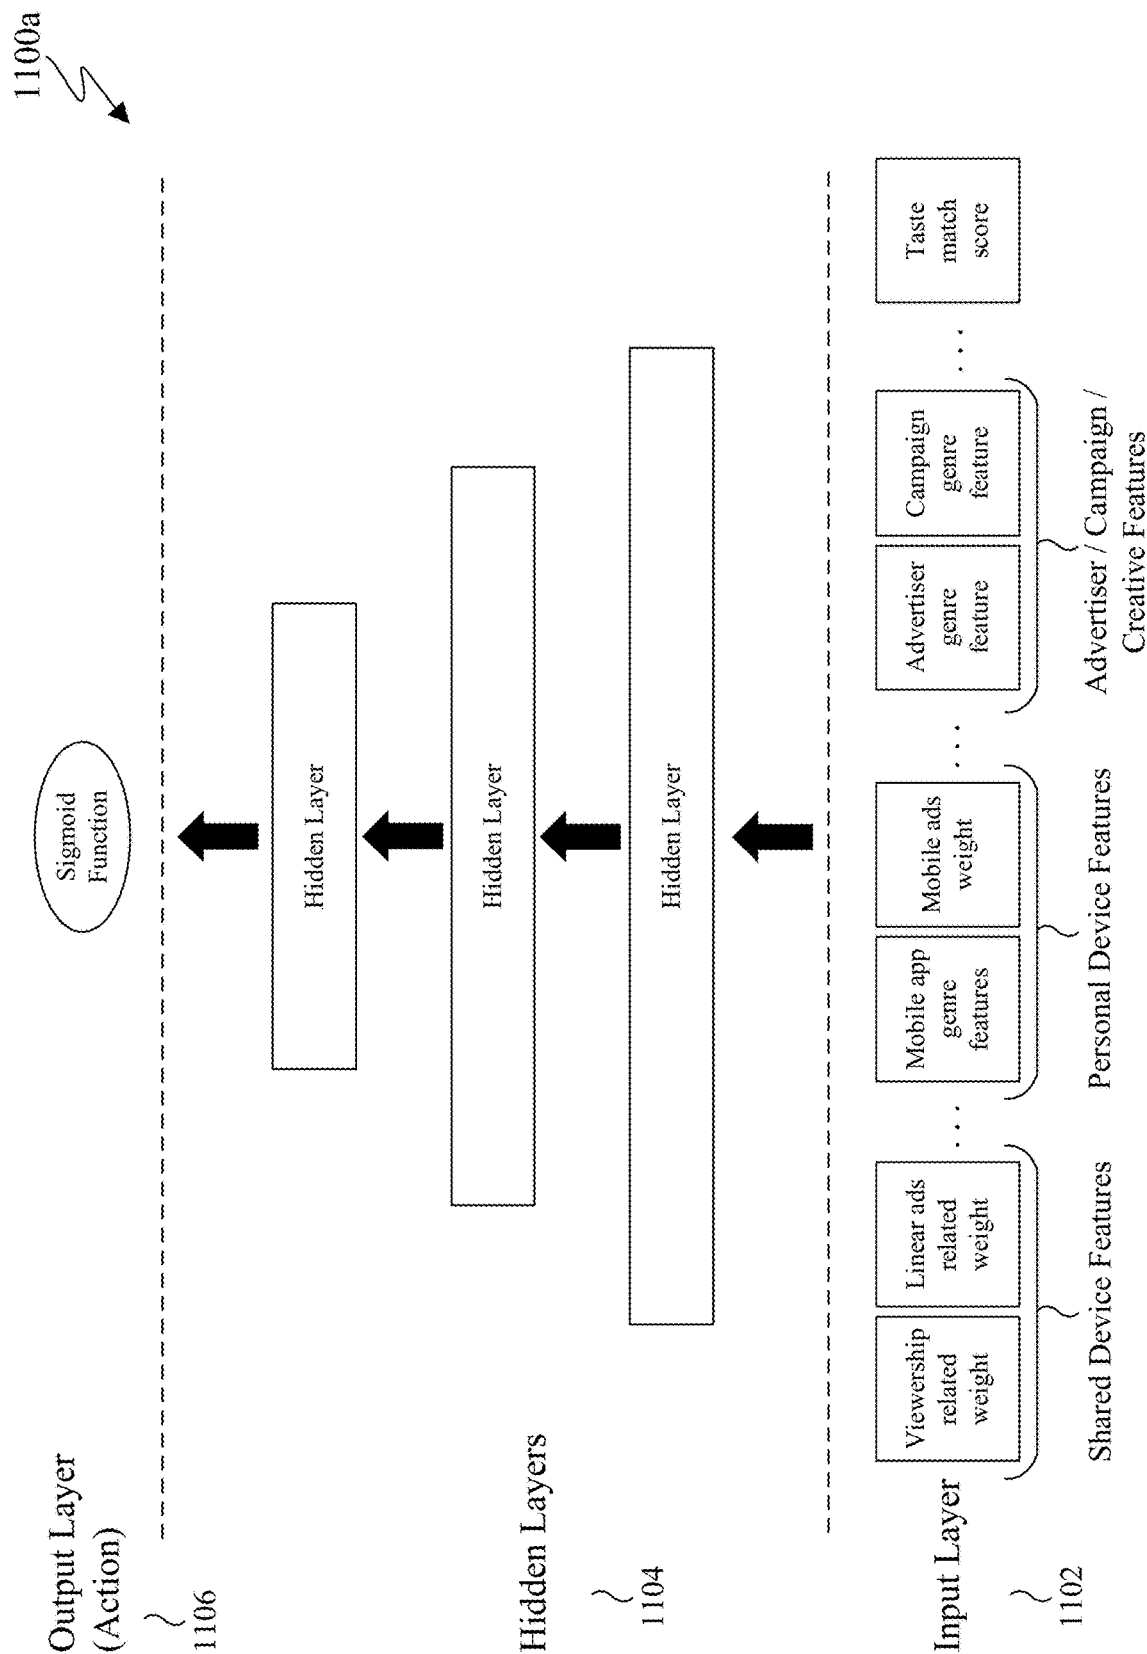 1100a
Output Layer
(Action)
1106
Sigmoid
Function
Hidden Layers
1104
Hidden Layer
Hidden Layer
Hidden Layer
Input Layer
1102
Viewership
related
weight
Linear ads
related
weight
. . .
Mobile app
genre
features
Mobile ads
weight
. . .
Advertiser
genre
feature
Campaign
genre
feature
. . .
Taste
match
score
Shared Device Features
Personal Device Features
Advertiser / Campaign /
Creative Features